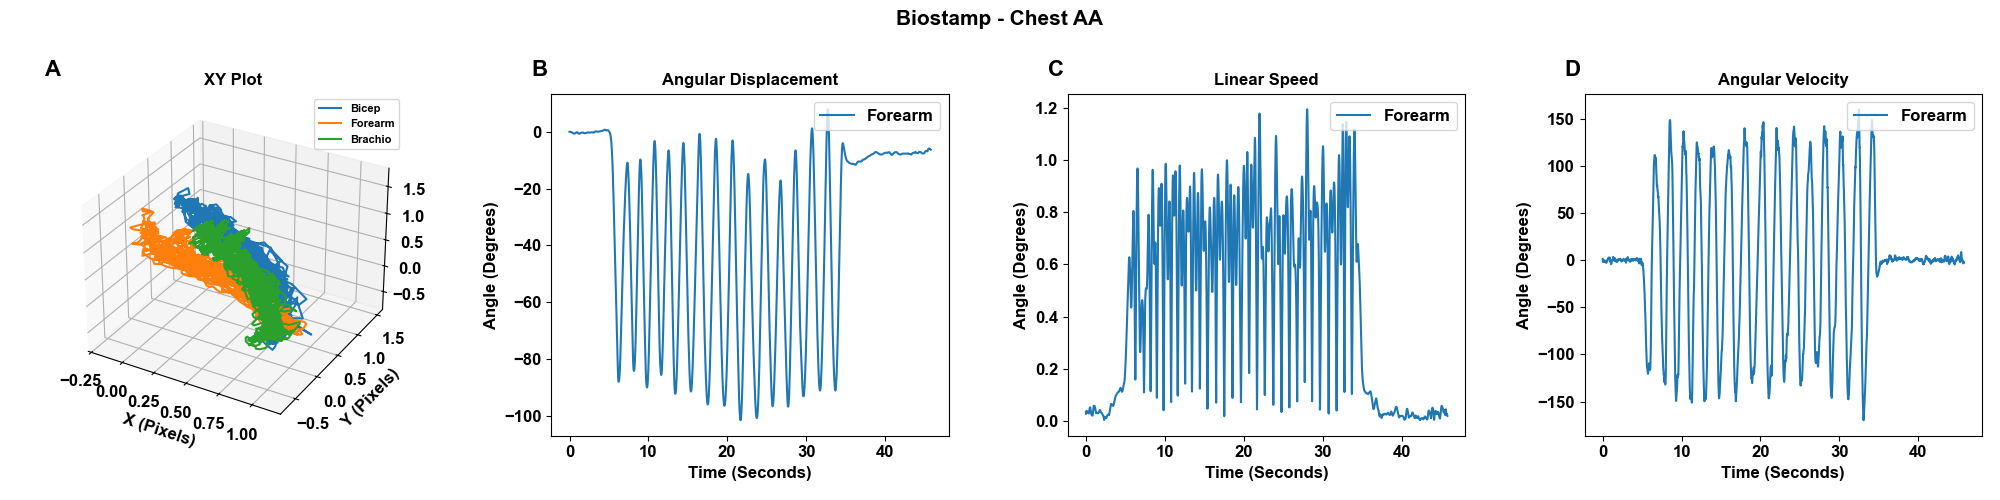 Biostamp - Chest AA
A
XY Plot
Bicep
Forearm
Brachio
1.5
1.0
0.5
0.0
−0.5
1.5
1.0
0.5
0.0
−0.5
Y (Pixels)
−0.25
0.00
0.25
0.50
0.75
1.00
X (Pixels)
B
Angular Displacement
Forearm
Angle (Degrees)
0
−20
−40
−60
−80
−100
0 10 20 30 40
Time (Seconds)
C
Linear Speed
Forearm
Angle (Degrees)
1.2
1.0
0.8
0.6
0.4
0.2
0.0
0 10 20 30 40
Time (Seconds)
D
Angular Velocity
Forearm
Angle (Degrees)
150
100
50
0
−50
−100
−150
0 10 20 30 40
Time (Seconds)